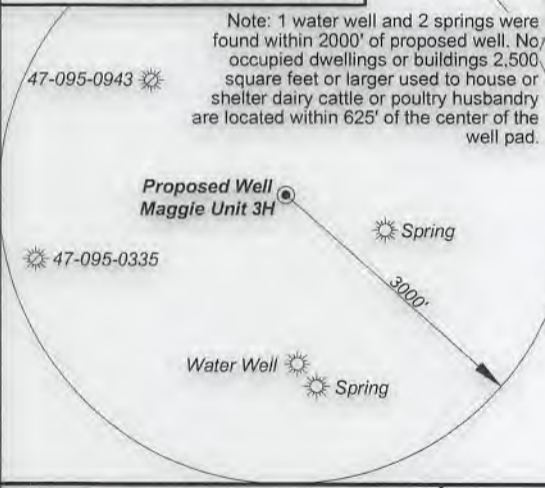 Note: 1 water well and 2 springs were
found within 2000' of proposed well. No
occupied dwellings or buildings 2,500
square feet or larger used to house or
shelter dairy cattle or poultry husbandry
are located within 625' of the center of the
well pad.
47-095-0943
Proposed Well
Maggie Unit 3H
Spring
47-095-0335
3000'
Water Well
Spring